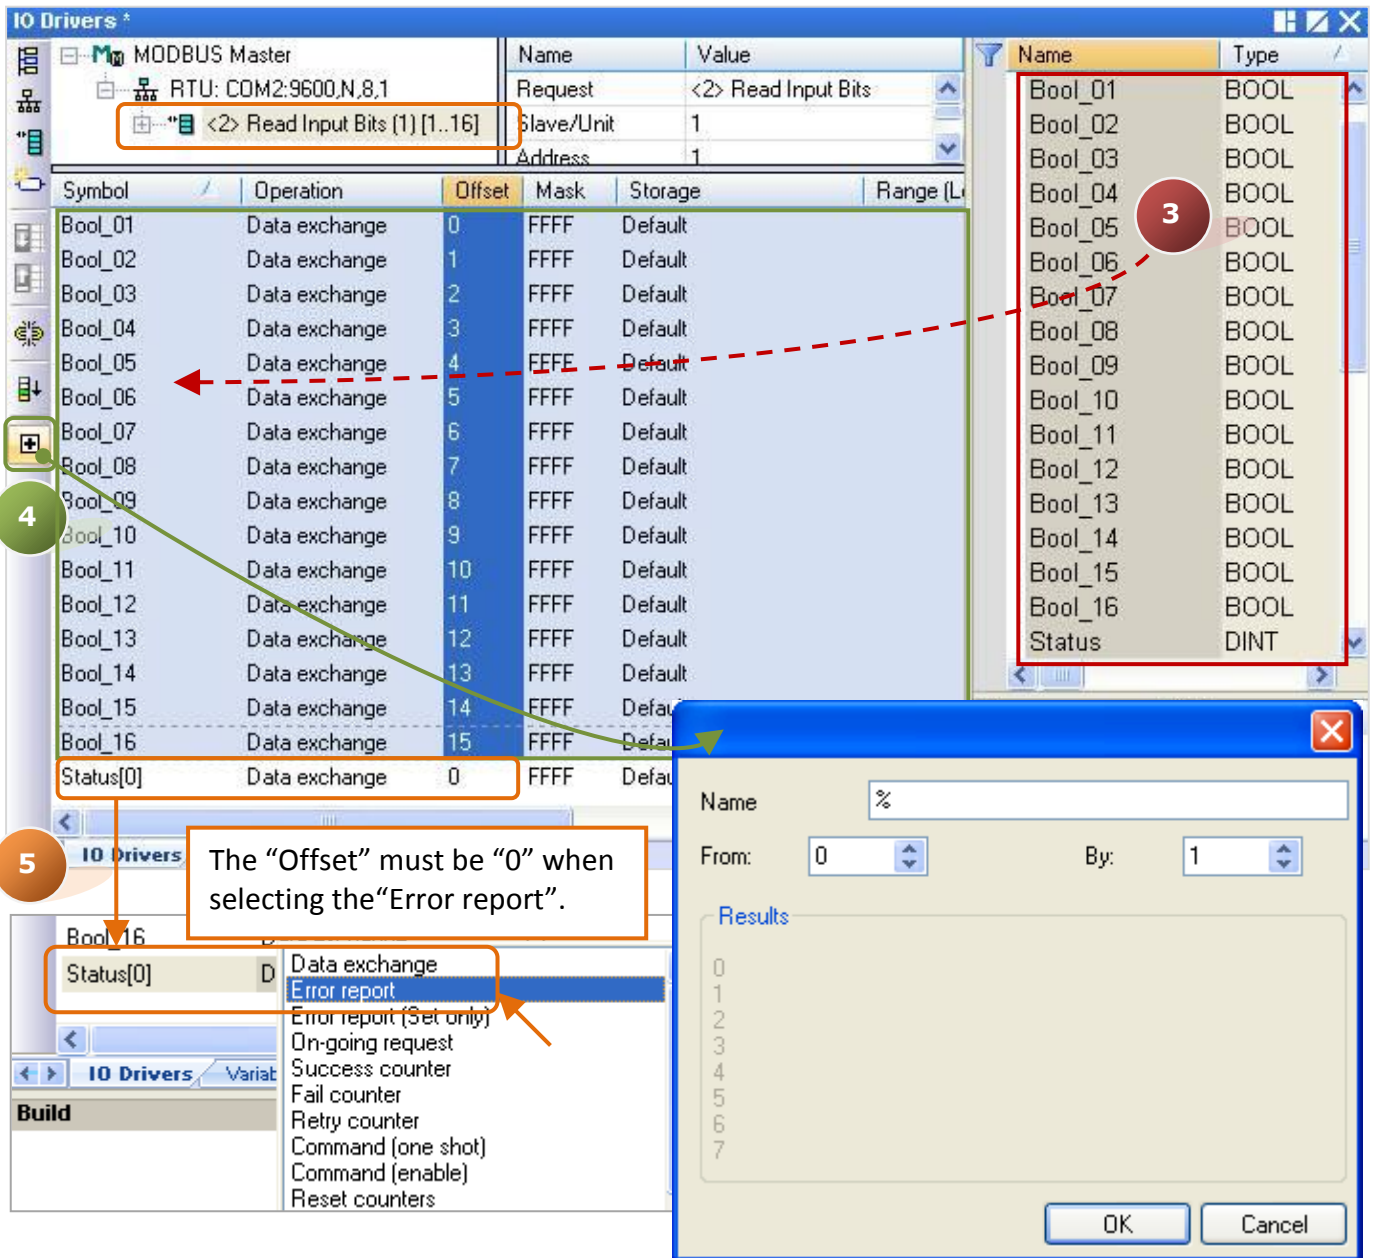 IO Drivers *
MODBUS Master
RTU: COM2:9600,N,8,1
<2> Read Input Bits (1) [1..16]
Name Value
Request <2> Read Input Bits
Slave/Unit 1
Address 1
Symbol Operation Offset Mask Storage
Bool_01 Data exchange 0 FFFF Default
Bool_02 Data exchange 1 FFFF Default
Bool_03 Data exchange 2 FFFF Default
Bool_04 Data exchange 3 FFFF Default
Bool_05 Data exchange 4 FFFF Default
Bool_06 Data exchange 5 FFFF Default
Bool_07 Data exchange 6 FFFF Default
Bool_08 Data exchange 7 FFFF Default
Bool_09 Data exchange 8 FFFF Default
Bool_10 Data exchange 9 FFFF Default
Bool_11 Data exchange 10 FFFF Default
Bool_12 Data exchange 11 FFFF Default
Bool_13 Data exchange 12 FFFF Default
Bool_14 Data exchange 13 FFFF Default
Bool_15 Data exchange 14 FFFF Defau
Bool_16 Data exchange 15 FFFF Defau
Status[0] Data exchange 0 FFFF Defau
Range (L
Name Type
Bool_01 BOOL
Bool_02 BOOL
Bool_03 BOOL
Bool_04 BOOL
Bool_05 BOOL
Bool_06 BOOL
Bool_07 BOOL
Bool_08 BOOL
Bool_09 BOOL
Bool_10 BOOL
Bool_11 BOOL
Bool_12 BOOL
Bool_13 BOOL
Bool_14 BOOL
Bool_15 BOOL
Bool_16 BOOL
Status DINT
3
4
5
IO Drivers
The “Offset” must be “0” when
selecting the“Error report”.
Bool_16
Status[0] D
Data exchange
Error report
Error report (Set only)
On-going request
Success counter
Fail counter
Retry counter
Command (one shot)
Command (enable)
Reset counters
IO Drivers Variab
Build
Name %
From: 0 By: 1
Results
0
1
2
3
4
5
6
7
OK Cancel